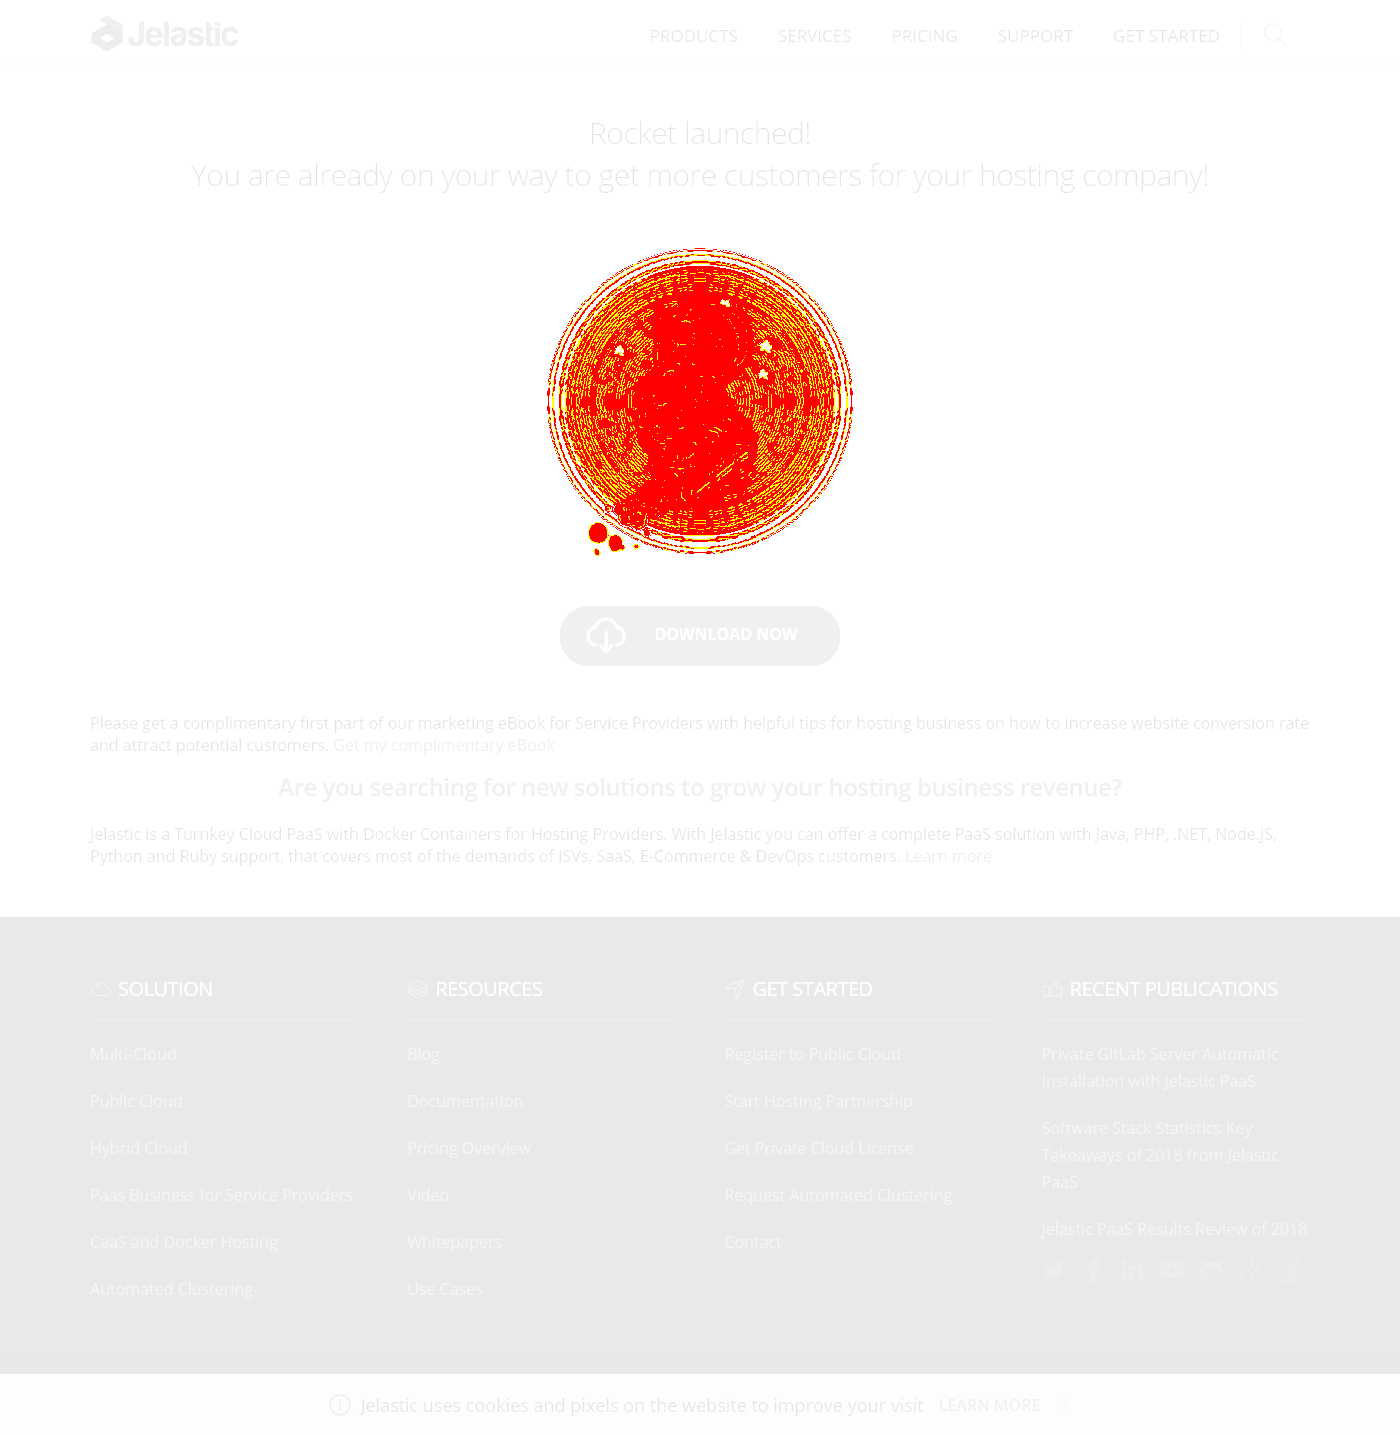 Jelastic
PRODUCTS SERVICES PRICING SUPPORT GET STARTED
Rocket launched!
You are already on your way to get more customers for your hosting company!
DOWNLOAD NOW
Please get a complimentary first part of our marketing eBook for Service Providers with helpful tips for hosting business on how to increase website conversion rate
and attract potential customers. Get my complimentary eBook
Are you searching for new solutions to grow your hosting business revenue?
Jelastic is a Turnkey Cloud PaaS with Docker Containers for Hosting Providers. With Jelastic you can offer a complete PaaS solution with Java, PHP, .NET, Node.JS,
Python and Ruby support, that covers most of the demands of ISVs, SaaS, E-Commerce & DevOps customers. Learn more
SOLUTION
Multi-Cloud
Public Cloud
Hybrid Cloud
Paas Business for Service Providers
CaaS and Docker Hosting
Automated Clustering
RESOURCES
Blog
Documentation
Pricing Overview
Video
Whitepapers
Use Cases
GET STARTED
Register to Public Cloud
Start Hosting Partnership
Get Private Cloud License
Request Automated Clustering
Contact
RECENT PUBLICATIONS
Private GitLab Server Automatic
Installation with Jelastic PaaS
Software Stack Statistics Key
Takeaways of 2018 from Jelastic
PaaS
Jelastic PaaS Results Review of 2018
Jelastic uses cookies and pixels on the website to improve your visit LEARN MORE